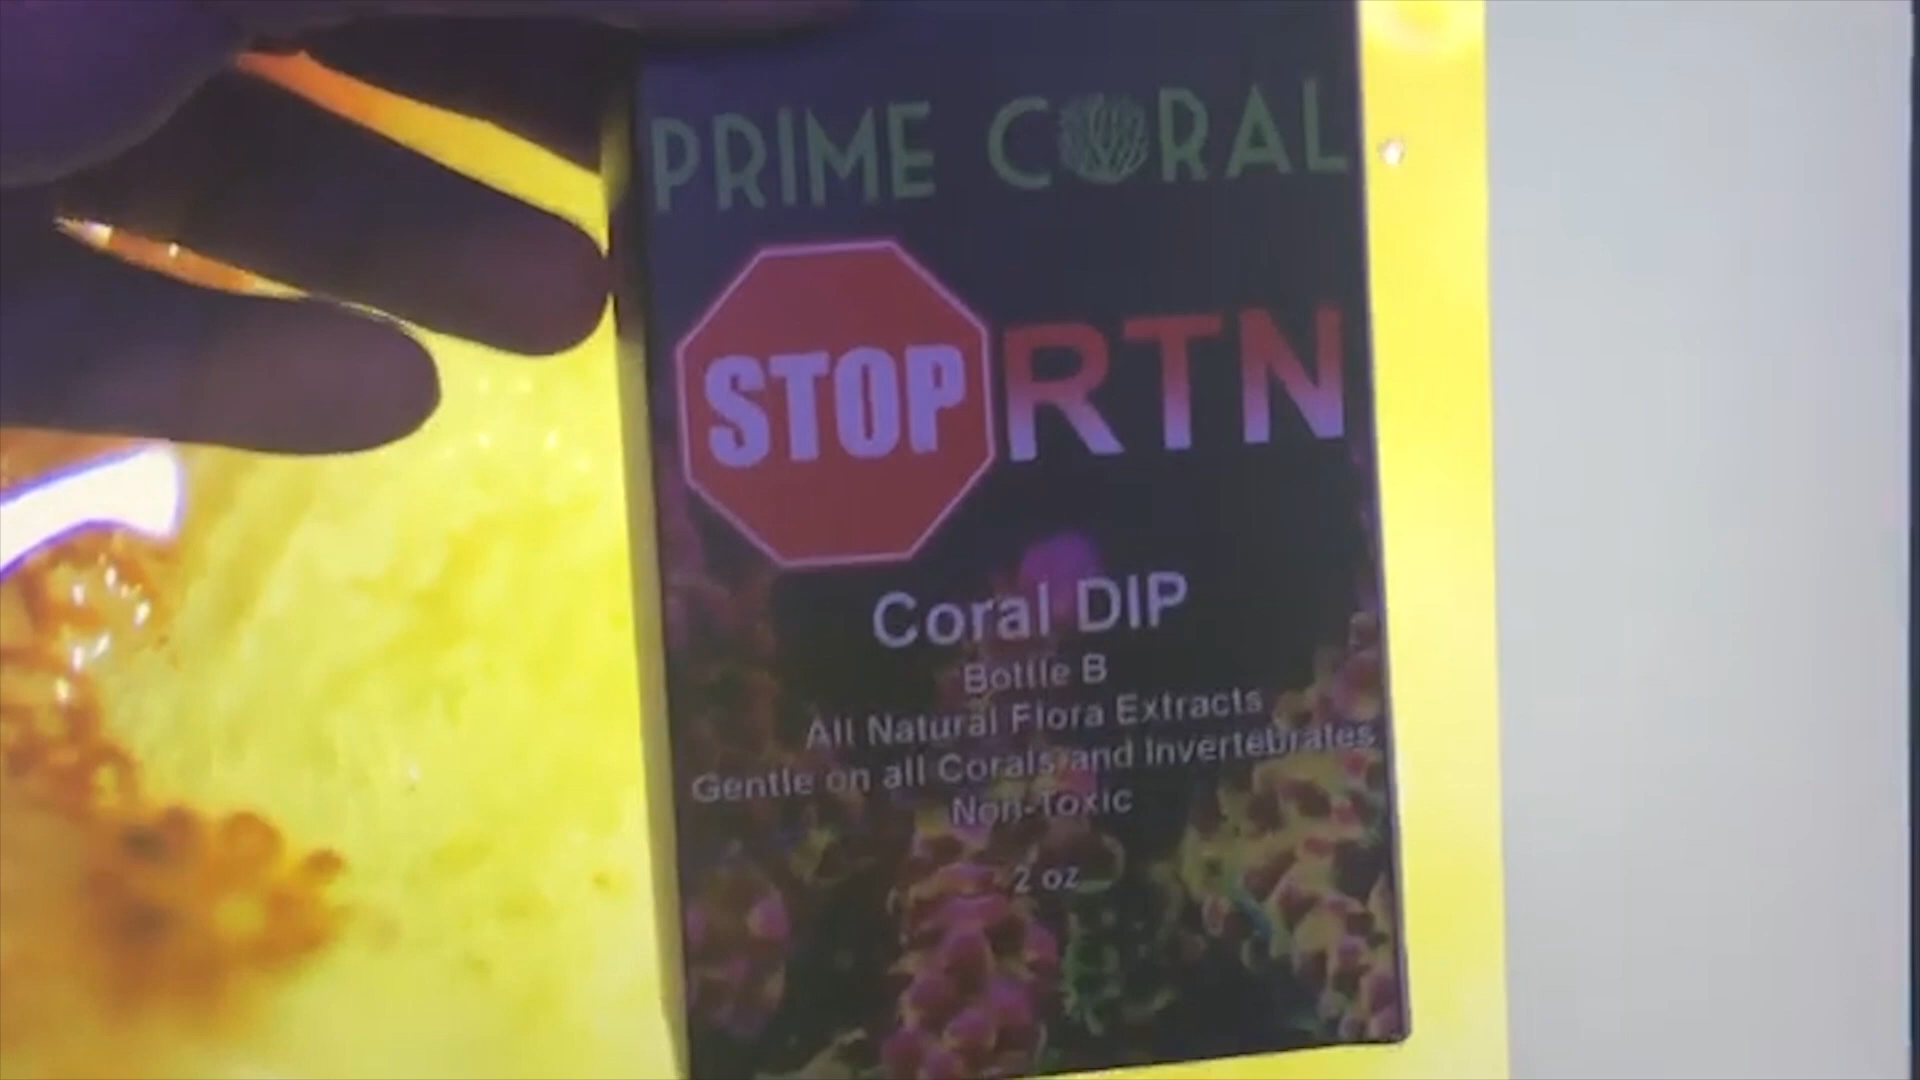 PRIME CORAL
STOP RTN
Coral DIP
Bottle B
All Natural Flora Extracts
Gentle on all Corals and Invertebrates
Non-Toxic
2 oz